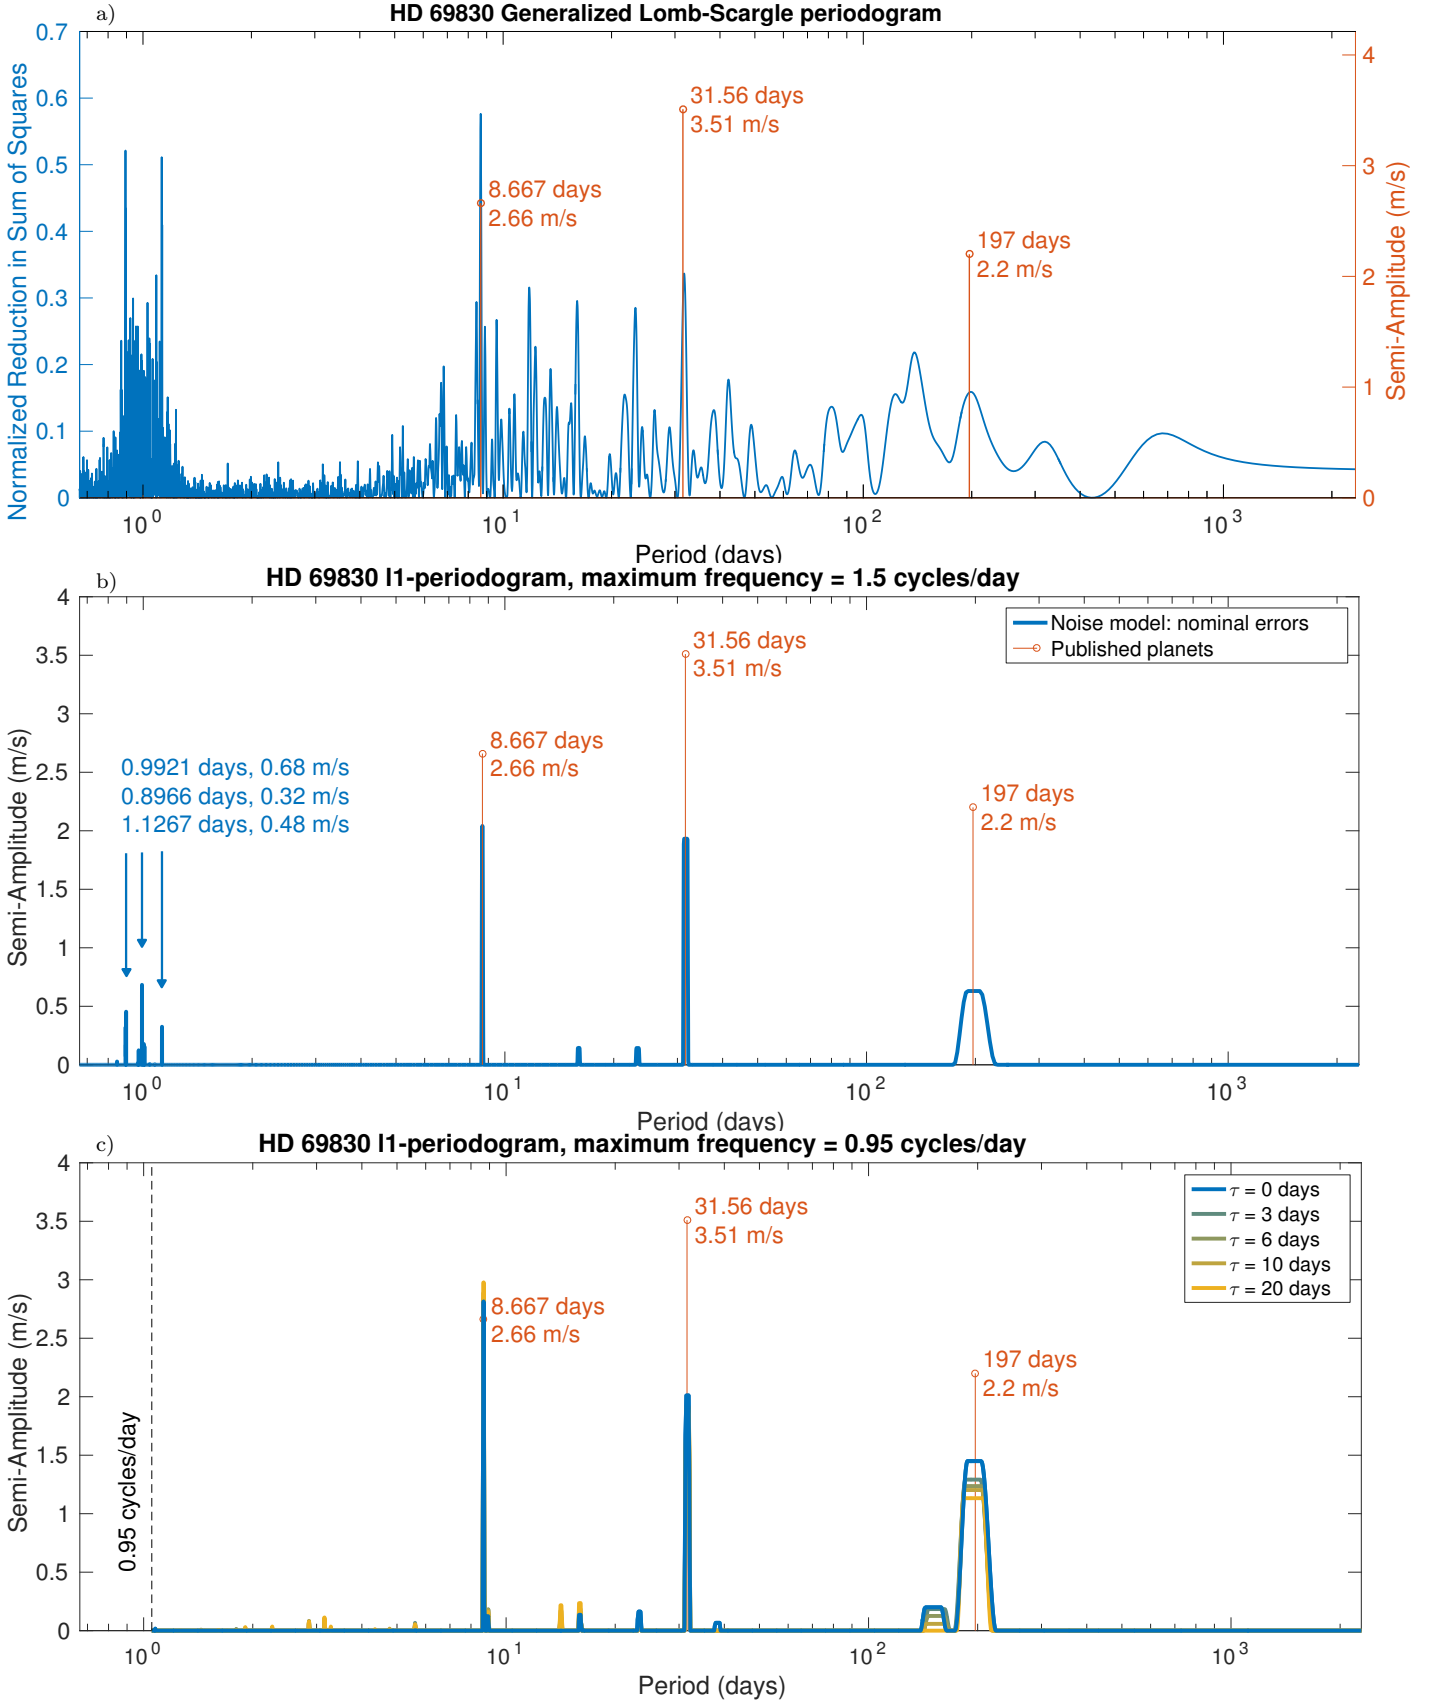 a)
HD 69830 Generalized Lomb-Scargle periodogram
Normalized Reduction in Sum of Squares
0.7
0.6
0.5
0.4
0.3
0.2
0.1
0
4
3
2
1
0
Semi-Amplitude (m/s)
31.56 days
3.51 m/s
8.667 days
2.66 m/s
197 days
2.2 m/s
10^0
10^1
10^2
10^3
Period (days)
b)
HD 69830 l1-periodogram, maximum frequency = 1.5 cycles/day
Semi-Amplitude (m/s)
4
3.5
3
2.5
2
1.5
1
0.5
0
Noise model: nominal errors
Published planets
31.56 days
3.51 m/s
8.667 days
2.66 m/s
0.9921 days, 0.68 m/s
0.8966 days, 0.32 m/s
1.1267 days, 0.48 m/s
197 days
2.2 m/s
10^0
10^1
10^2
10^3
Period (days)
c)
HD 69830 l1-periodogram, maximum frequency = 0.95 cycles/day
Semi-Amplitude (m/s)
4
3.5
3
2.5
2
1.5
1
0.5
0
τ = 0 days
τ = 3 days
τ = 6 days
τ = 10 days
τ = 20 days
31.56 days
3.51 m/s
8.667 days
2.66 m/s
197 days
2.2 m/s
0.95 cycles/day
10^0
10^1
10^2
10^3
Period (days)